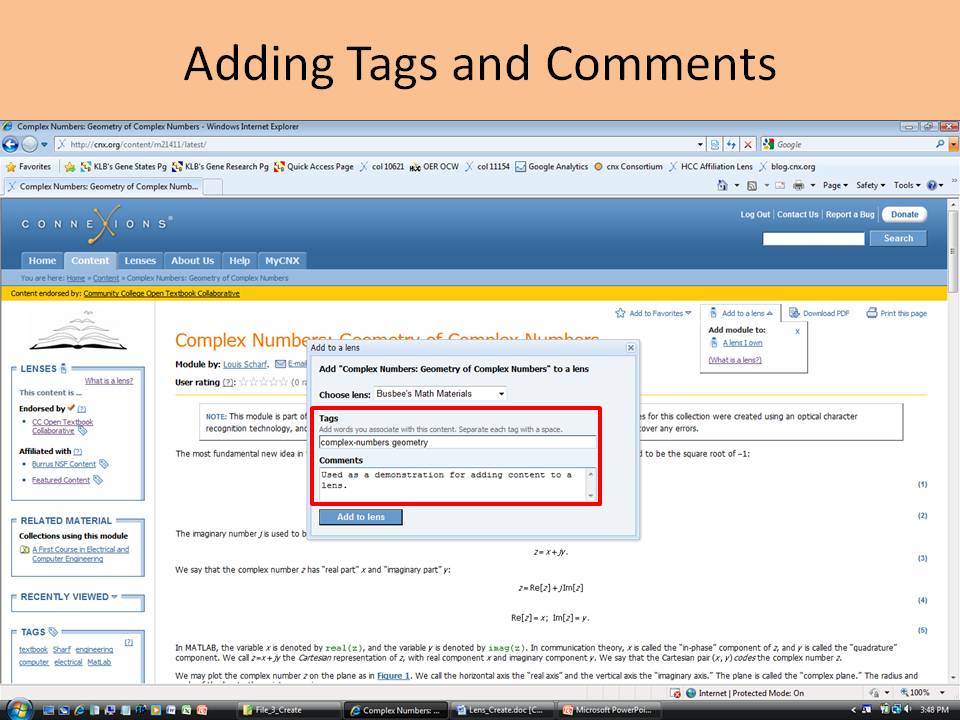 Adding Tags and Comments
Complex Numbers: Geometry of Complex Numbers - Windows Internet Explorer
http://cnx.org/content/m21411/latest/
Google
Favorites KLB's Gene States Pg KLB's Gene Research Pg Quick Access Page col 10621 OER OCW col 11154 Google Analytics cnx Consortium HCC Affiliation Lens blog.cnx.org
Complex Numbers: Geometry of Complex Numb...
Page Safety Tools
CONNEXIONS®
Log Out | Contact Us | Report a Bug Donate
Search
Home Content Lenses About Us Help MyCNX
You are here: Home » Content » Complex Numbers: Geometry of Complex Numbers
Content endorsed by: Community College Open Textbook Collaborative
Add to Favorites Add to a lens Download PDF Print this page
Add module to: x
A lens I own
(What is a lens?)
LENSES
What is a lens?
This content is ...
Endorsed by (?)
CC Open Textbook
Collaborative
Affiliated with (?)
Burrus NSF Content
Featured Content
RELATED MATERIAL
Collections using this module
A First Course in Electrical and
Computer Engineering
RECENTLY VIEWED
TAGS
(?)
textbook Scharf engineering
computer electrical MatLab
Complex Numbers: Geometry of Complex Numbers
Module by: Louis Scharf. E-mail
User rating (?): (0 ra
NOTE: This module is part of
es for this collection were created using an optical character
recognition technology, and
over any errors.
The most fundamental new idea in
d to be the square root of −1:
(1)
(2)
The imaginary number j is used to b
Add to a lens
Add "Complex Numbers: Geometry of Complex Numbers" to a lens
Choose lens: Busbee's Math Materials
Tags
Add words you associate with this content. Separate each tag with a space.
complex-numbers geometry
Comments
Used as a demonstration for adding content to a
lens.
Add to lens
z = x + jy.
(3)
We say that the complex number z has "real part" x and "imaginary part" y:
z = Re[z] + j Im[z]
(4)
Re[z] = x; Im[z] = y.
(5)
In MATLAB, the variable x is denoted by real(z), and the variable y is denoted by imag(z). In communication theory, x is called the "in-phase" component of z, and y is called the "quadrature"
component. We call z=x + jy the Cartesian representation of z, with real component x and imaginary component y. We say that the Cartesian pair (x, y) codes the complex number z.
We may plot the complex number z on the plane as in Figure 1. We call the horizontal axis the "real axis" and the vertical axis the "imaginary axis." The plane is called the "complex plane." The radius and
Internet | Protected Mode: On
100%
File_3_Create
Complex Numbers: ...
Lens_Create.doc [C...
Microsoft PowerPoi...
3:48 PM